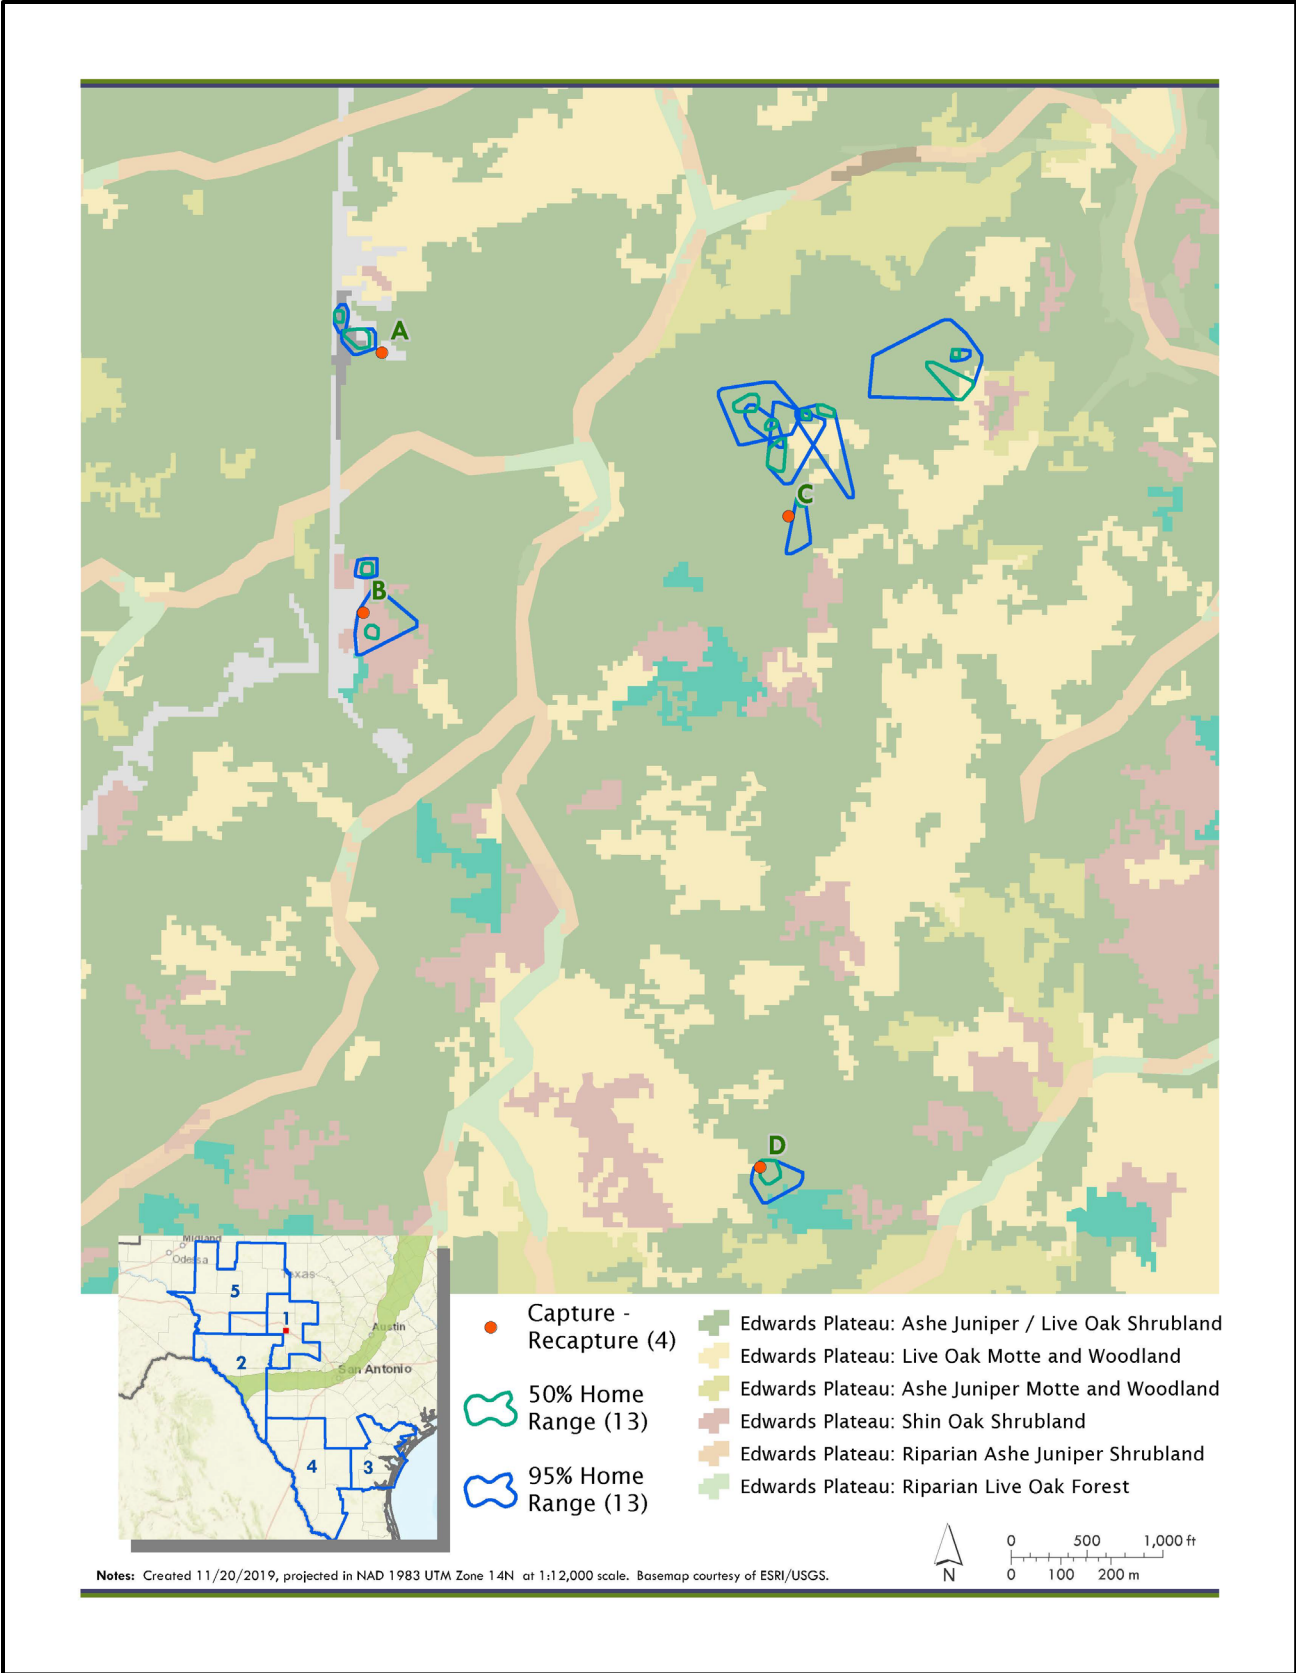 A
B
C
D
Midland
Odessa
Texas
5
1
Austin
2
San Antonio
4
3
Capture -
Recapture (4)
50% Home
Range (13)
95% Home
Range (13)
Edwards Plateau: Ashe Juniper / Live Oak Shrubland
Edwards Plateau: Live Oak Motte and Woodland
Edwards Plateau: Ashe Juniper Motte and Woodland
Edwards Plateau: Shin Oak Shrubland
Edwards Plateau: Riparian Ashe Juniper Shrubland
Edwards Plateau: Riparian Live Oak Forest
N
0 500 1,000 ft
0 100 200 m
Notes: Created 11/20/2019, projected in NAD 1983 UTM Zone 14N at 1:12,000 scale. Basemap courtesy of ESRI/USGS.